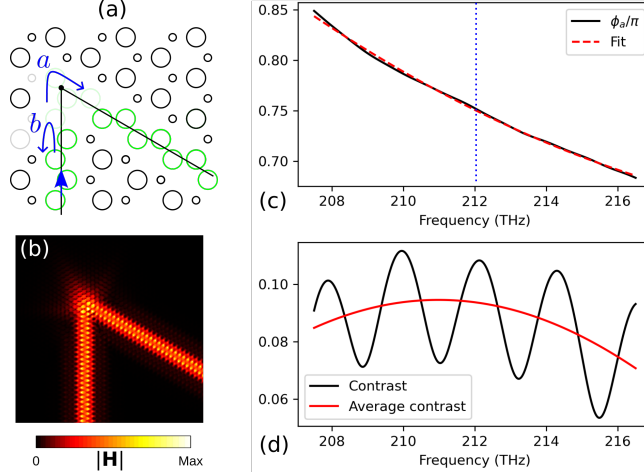 (a)
a
b
(b)
0
|H|
Max
0.85
0.80
0.75
0.70
ϕₐ/π
Fit
(c)
208
210
212
214
216
Frequency (THz)
0.10
0.08
0.06
Contrast
Average contrast
(d)
208
210
212
214
216
Frequency (THz)